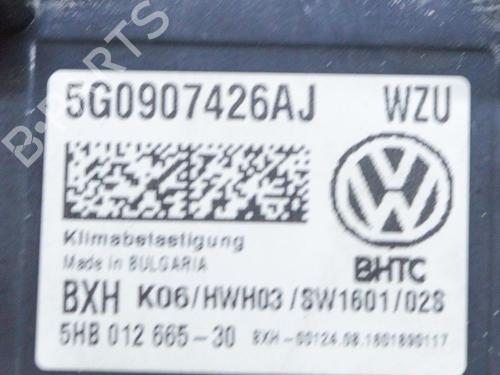 B-PARTS
5G0907426AJ WZU
Klimabetaetigung
Made in BULGARIA
BHTC
BXH K06/HWH03/SW1601/028
5HB 012 665-30 BXH-00124.08.1601890117